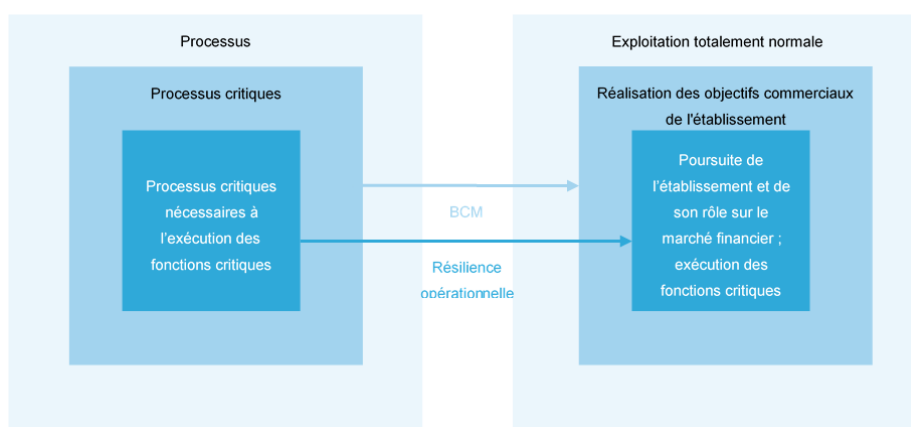 Processus
Processus critiques
Processus critiques
nécessaires à
l'exécution des
fonctions critiques
BCM
Résilience
opérationnelle
Exploitation totalement normale
Réalisation des objectifs commerciaux
de l'établissement
Poursuite de
l'établissement et de
son rôle sur le
marché financier ;
exécution des
fonctions critiques